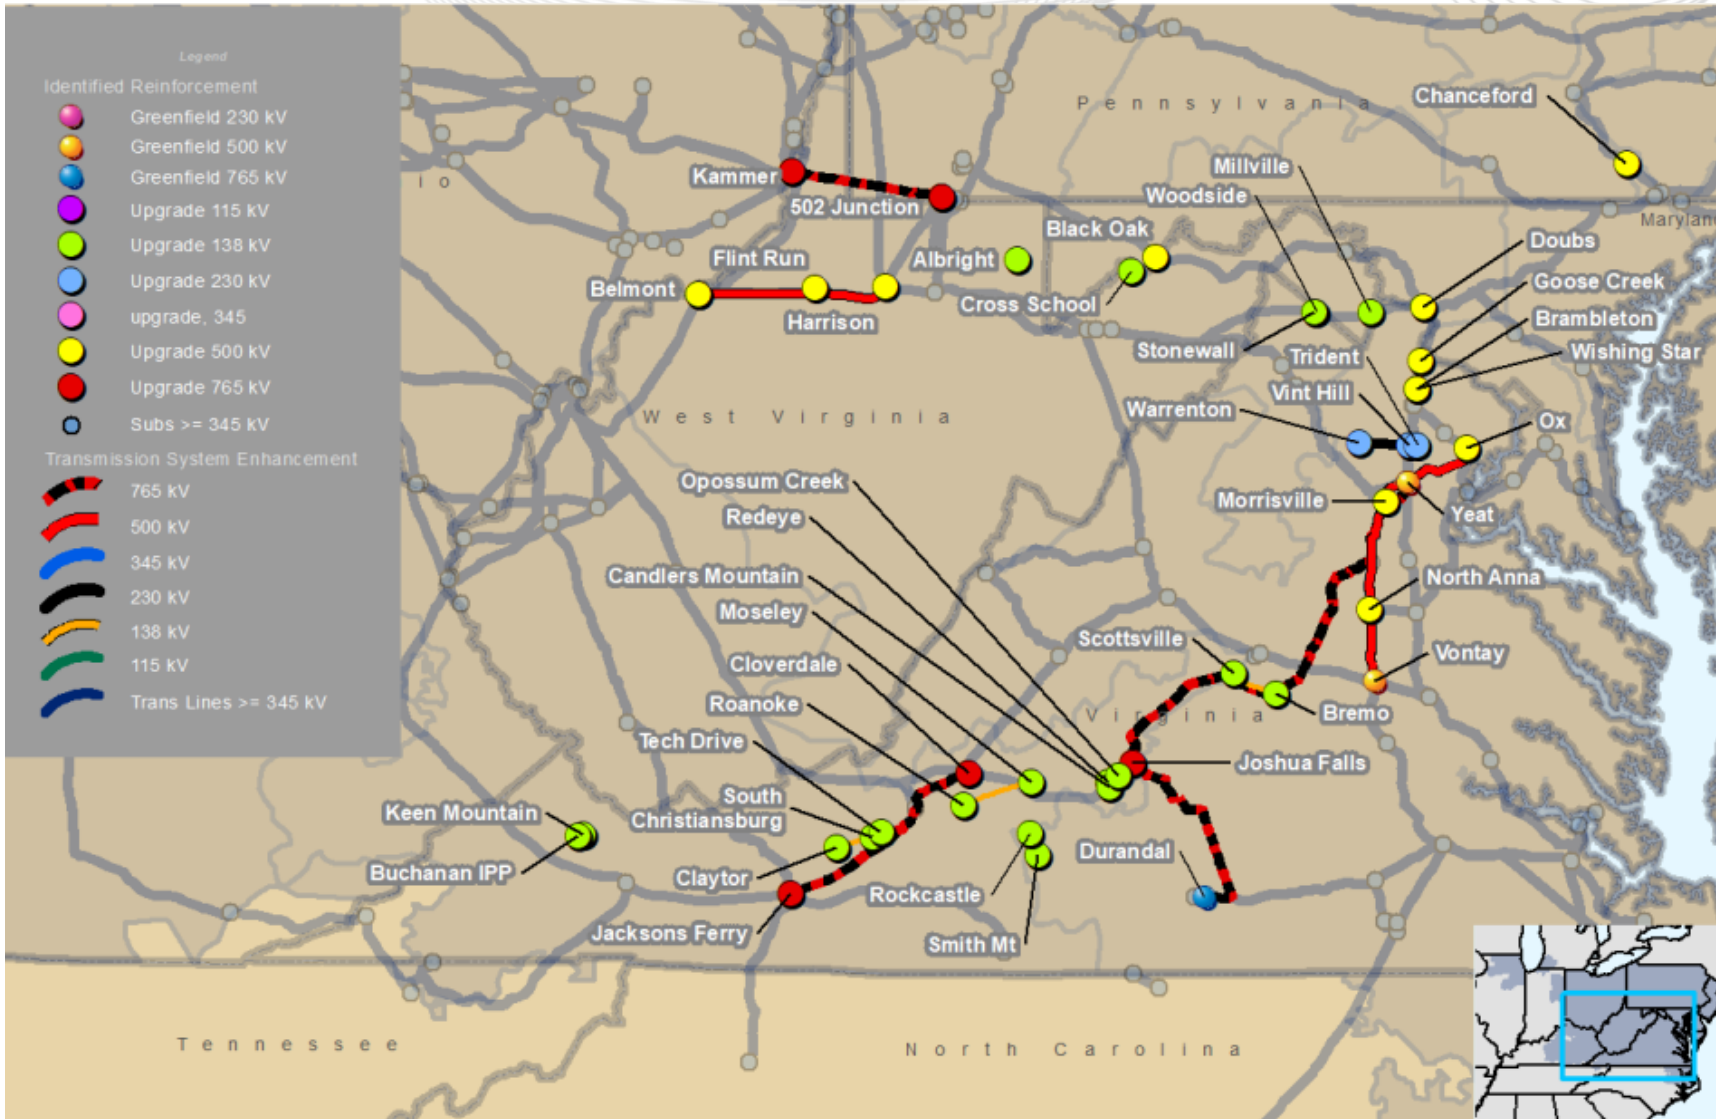 Legend
Identified Reinforcement
Greenfield 230 kV
Greenfield 500 kV
Greenfield 765 kV
Upgrade 115 kV
Upgrade 138 kV
Upgrade 230 kV
upgrade, 345
Upgrade 500 kV
Upgrade 765 kV
Subs >= 345 kV
Transmission System Enhancement
765 kV
500 kV
345 kV
230 kV
138 kV
115 kV
Trans Lines >= 345 kV
Pennsylvania
Chanceford
Kammer
502 Junction
io
Millville
Woodside
Maryland
Black Oak
Doubs
Flint Run
Albright
Goose Creek
Belmont
Cross School
Brambleton
Harrison
Stonewall
Trident
Wishing Star
Vint Hill
West Virginia
Warrenton
Ox
Opossum Creek
Morrisville
Redeye
Yeat
Candlers Mountain
North Anna
Moseley
Scottsville
Vontay
Cloverdale
Roanoke
Virginia
Bremo
Tech Drive
Joshua Falls
South
Christiansburg
Keen Mountain
Durandal
Buchanan IPP
Claytor
Rockcastle
Jacksons Ferry
Smith Mt
Tennessee
North Carolina